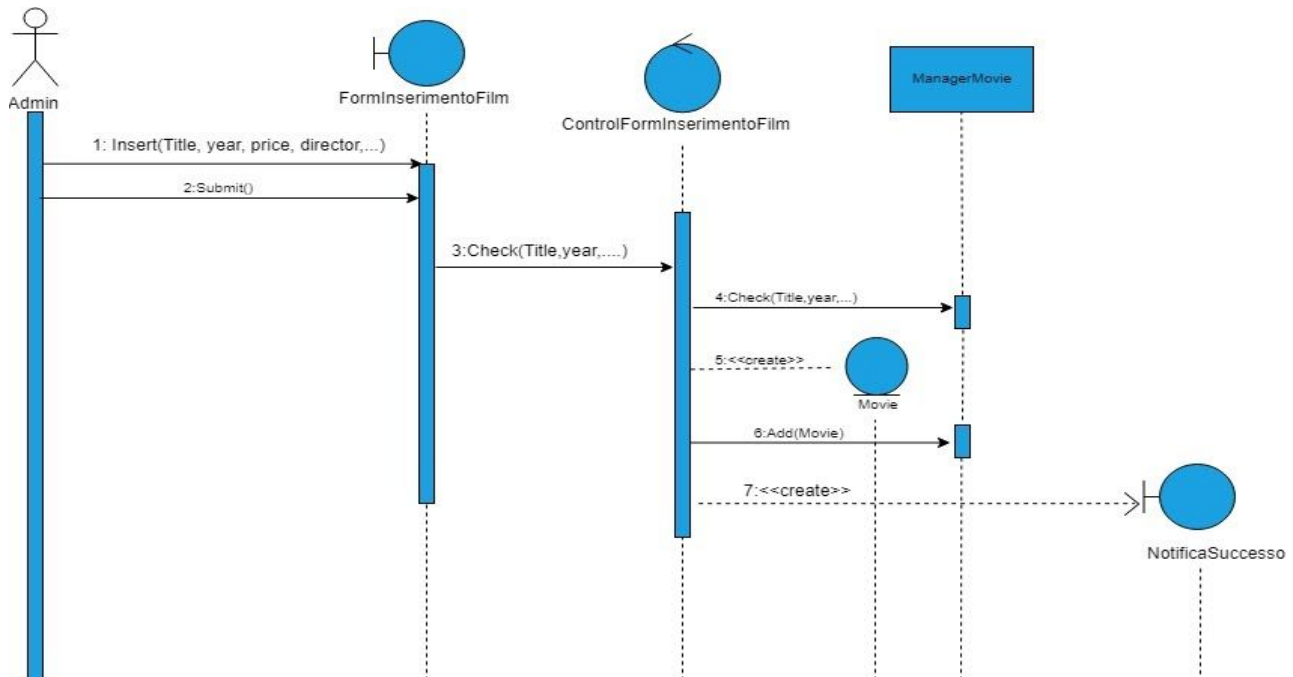 Admin
FormInserimentoFilm
ControlFormInserimentoFilm
ManagerMovie
1: Insert(Title, year, price, director,...)
2:Submit()
3:Check(Title,year,....)
4:Check(Title,year,...)
5:<<create>>
Movie
6:Add(Movie)
7:<<create>>
NotificaSuccesso